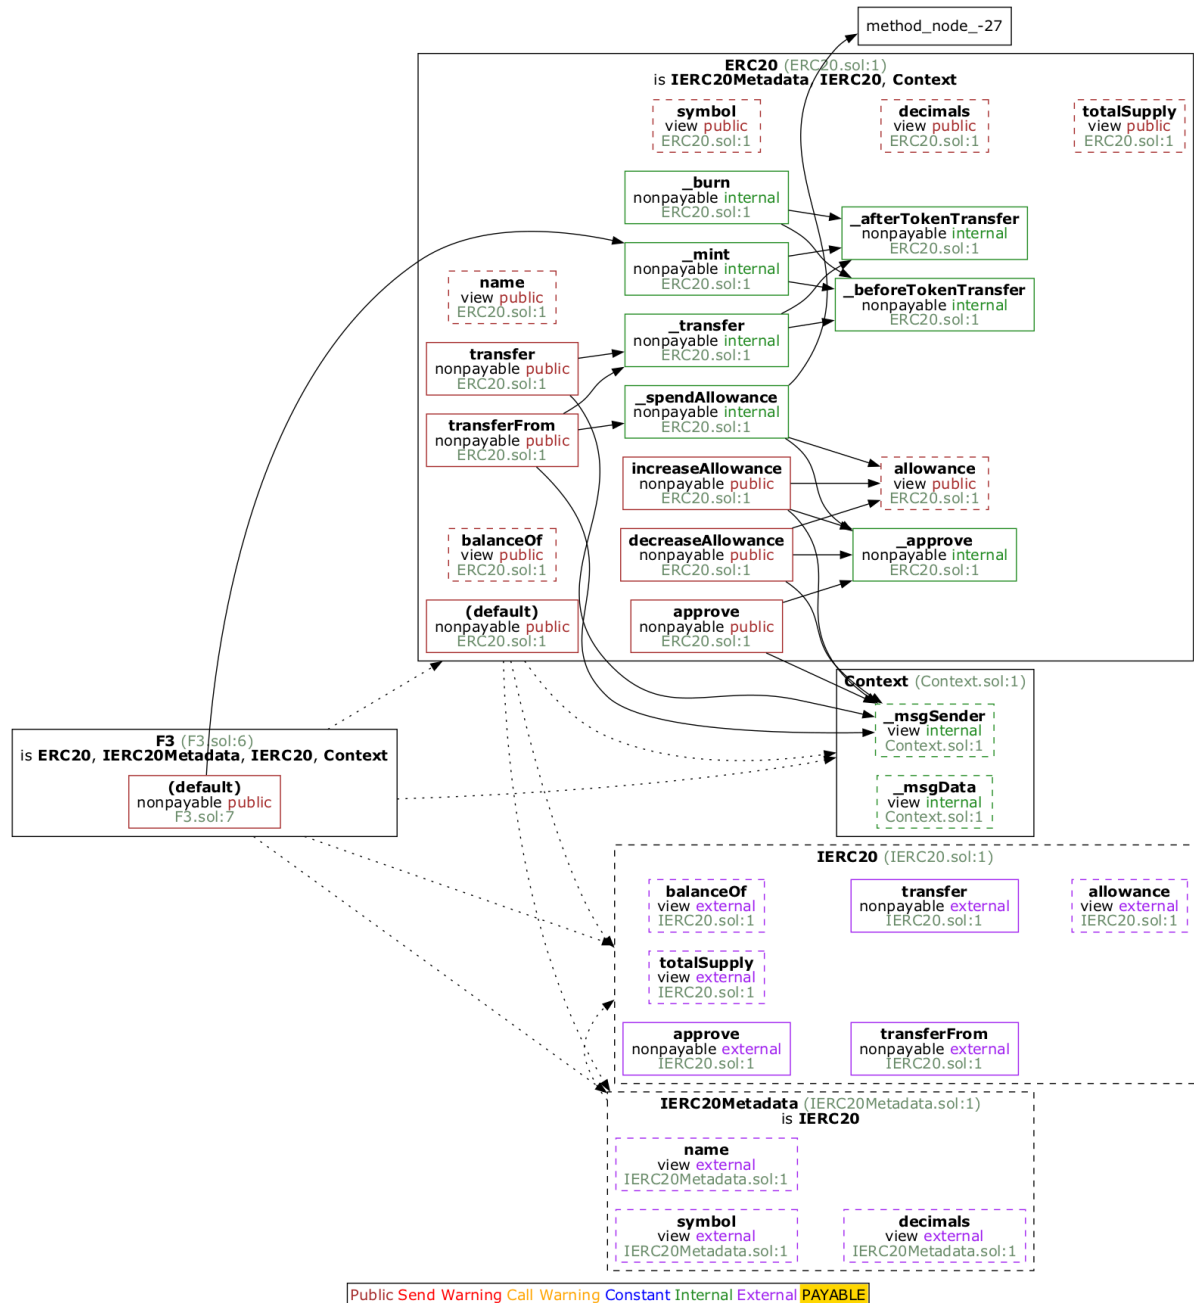 method_node_-27
ERC20 (ERC20.sol:1)
is IERC20Metadata, IERC20, Context
symbol
view public
ERC20.sol:1
decimals
view public
ERC20.sol:1
totalSupply
view public
ERC20.sol:1
_burn
nonpayable internal
ERC20.sol:1
_afterTokenTransfer
nonpayable internal
ERC20.sol:1
_mint
nonpayable internal
ERC20.sol:1
name
view public
ERC20.sol:1
_beforeTokenTransfer
nonpayable internal
ERC20.sol:1
_transfer
nonpayable internal
ERC20.sol:1
transfer
nonpayable public
ERC20.sol:1
_spendAllowance
nonpayable internal
ERC20.sol:1
transferFrom
nonpayable public
ERC20.sol:1
increaseAllowance
nonpayable public
ERC20.sol:1
allowance
view public
ERC20.sol:1
balanceOf
view public
ERC20.sol:1
decreaseAllowance
nonpayable public
ERC20.sol:1
_approve
nonpayable internal
ERC20.sol:1
(default)
nonpayable public
ERC20.sol:1
approve
nonpayable public
ERC20.sol:1
Context (Context.sol:1)
_msgSender
view internal
Context.sol:1
_msgData
view internal
Context.sol:1
F3 (F3.sol:6)
is ERC20, IERC20Metadata, IERC20, Context
(default)
nonpayable public
F3.sol:7
IERC20 (IERC20.sol:1)
balanceOf
view external
IERC20.sol:1
transfer
nonpayable external
IERC20.sol:1
allowance
view external
IERC20.sol:1
totalSupply
view external
IERC20.sol:1
approve
nonpayable external
IERC20.sol:1
transferFrom
nonpayable external
IERC20.sol:1
IERC20Metadata (IERC20Metadata.sol:1)
is IERC20
name
view external
IERC20Metadata.sol:1
symbol
view external
IERC20Metadata.sol:1
decimals
view external
IERC20Metadata.sol:1
Public Send Warning Call Warning Constant Internal External PAYABLE